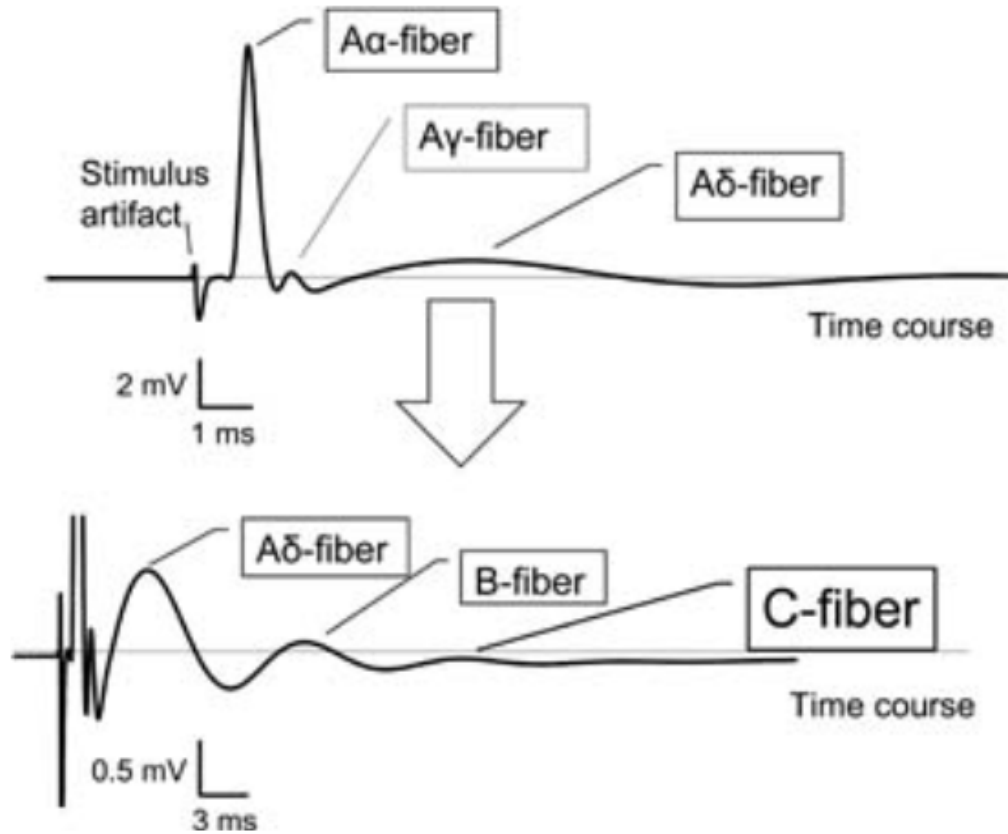 Aα-fiber
Aγ-fiber
Stimulus
artifact
Aδ-fiber
Time course
2 mV
1 ms
Aδ-fiber
B-fiber
C-fiber
Time course
0.5 mV
3 ms